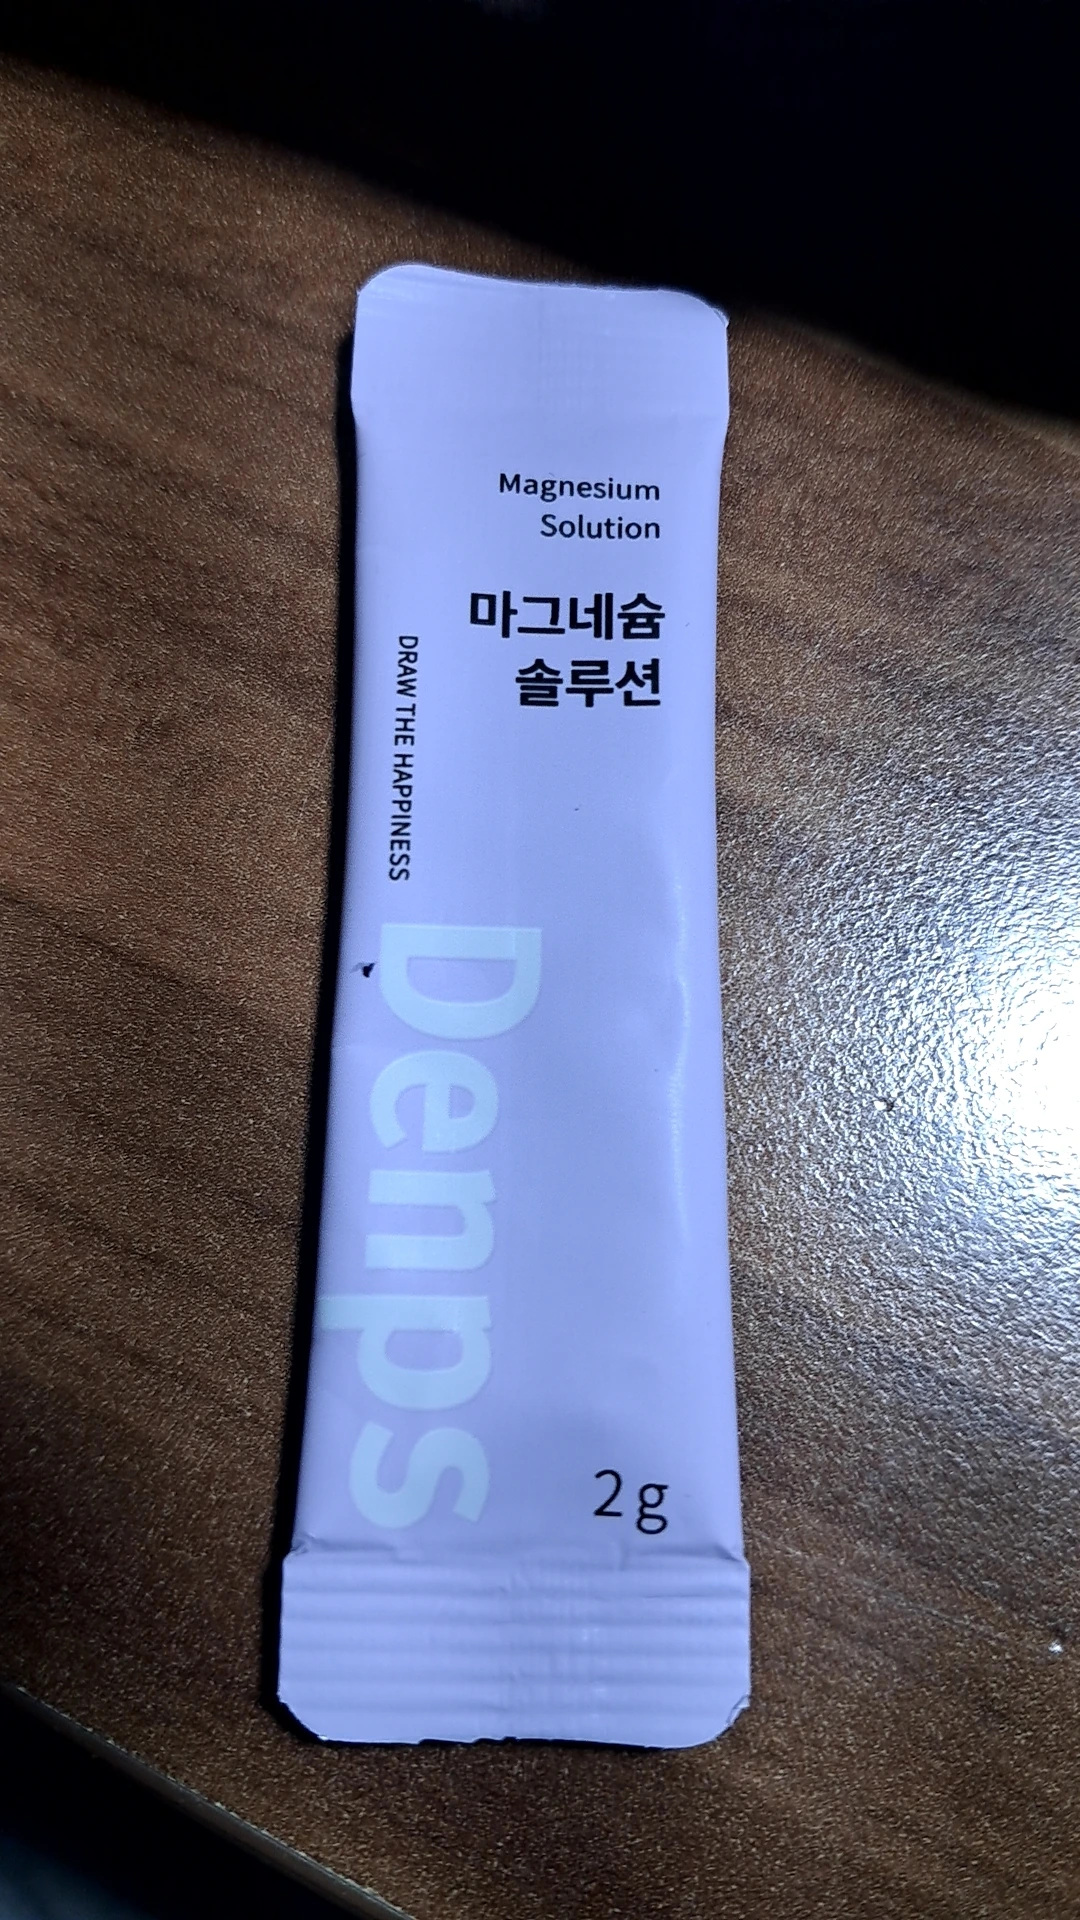 Magnesium
Solution
마그네슘
솔루션
DRAW THE HAPPINESS
Denps
2g